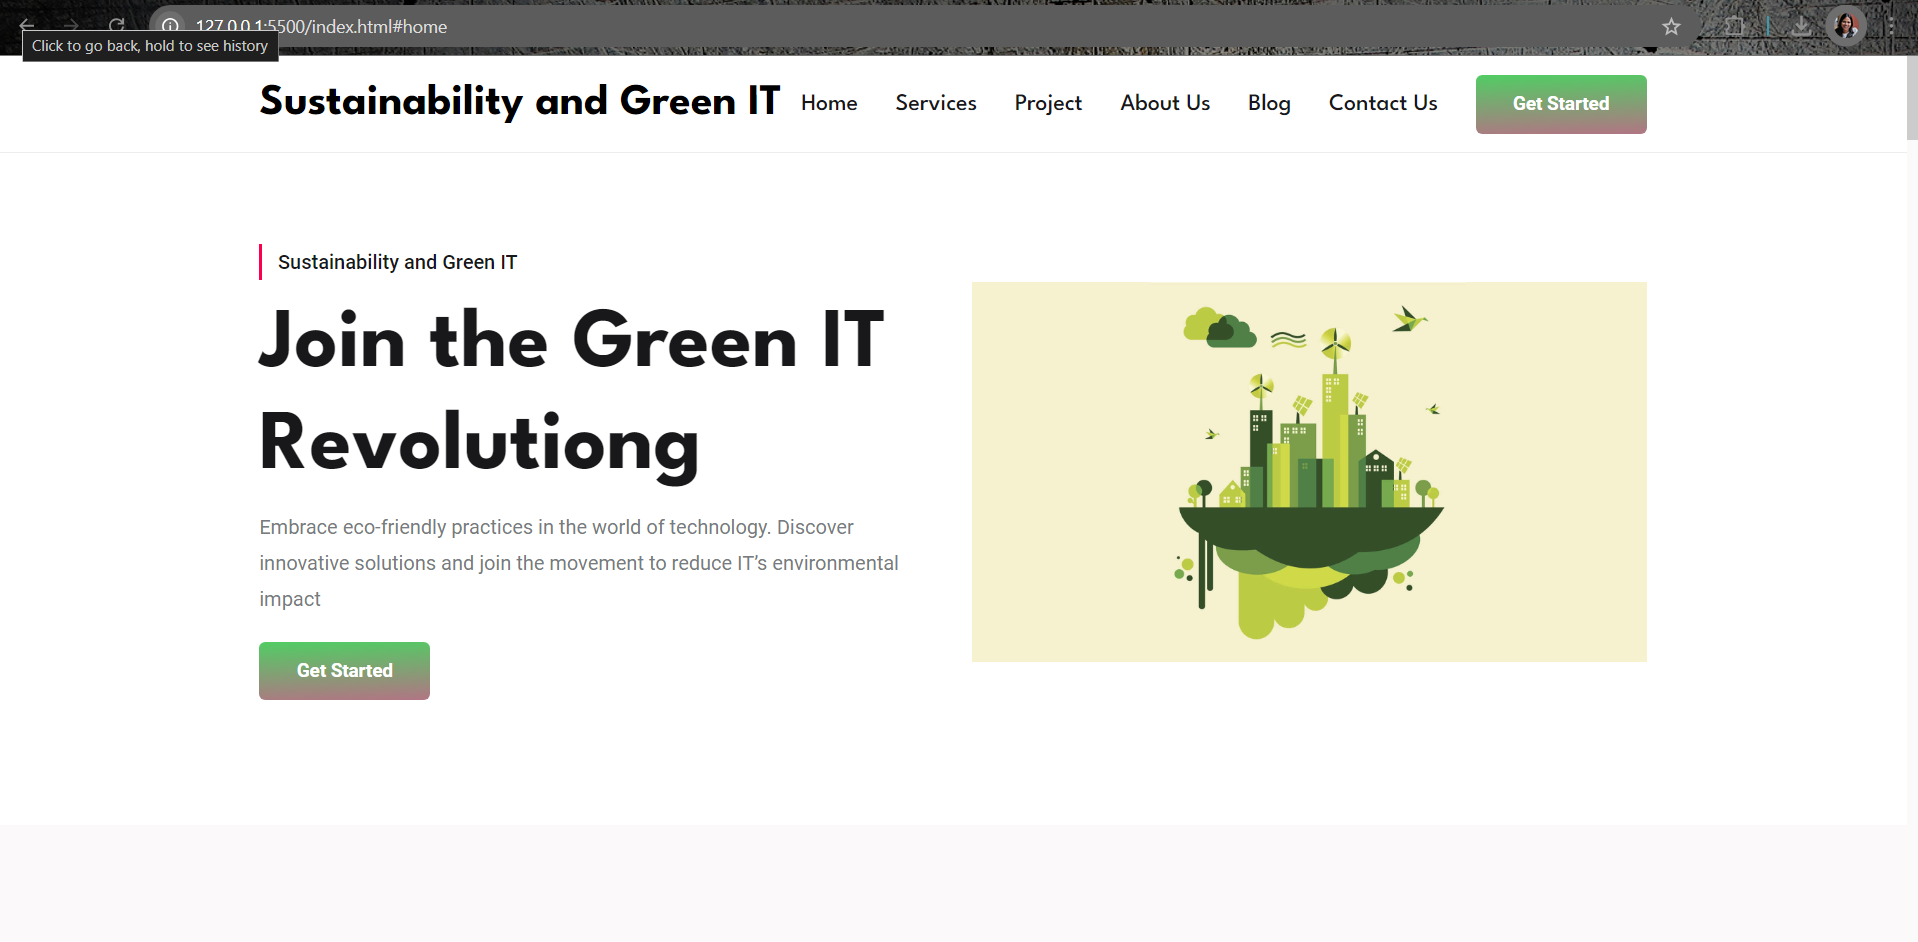 127.0.0.1:5500/index.html#home
Click to go back, hold to see history
Sustainability and Green IT
Home
Services
Project
About Us
Blog
Contact Us
Get Started
Sustainability and Green IT
Join the Green IT
Revolutiong
Embrace eco-friendly practices in the world of technology. Discover
innovative solutions and join the movement to reduce IT’s environmental
impact
Get Started